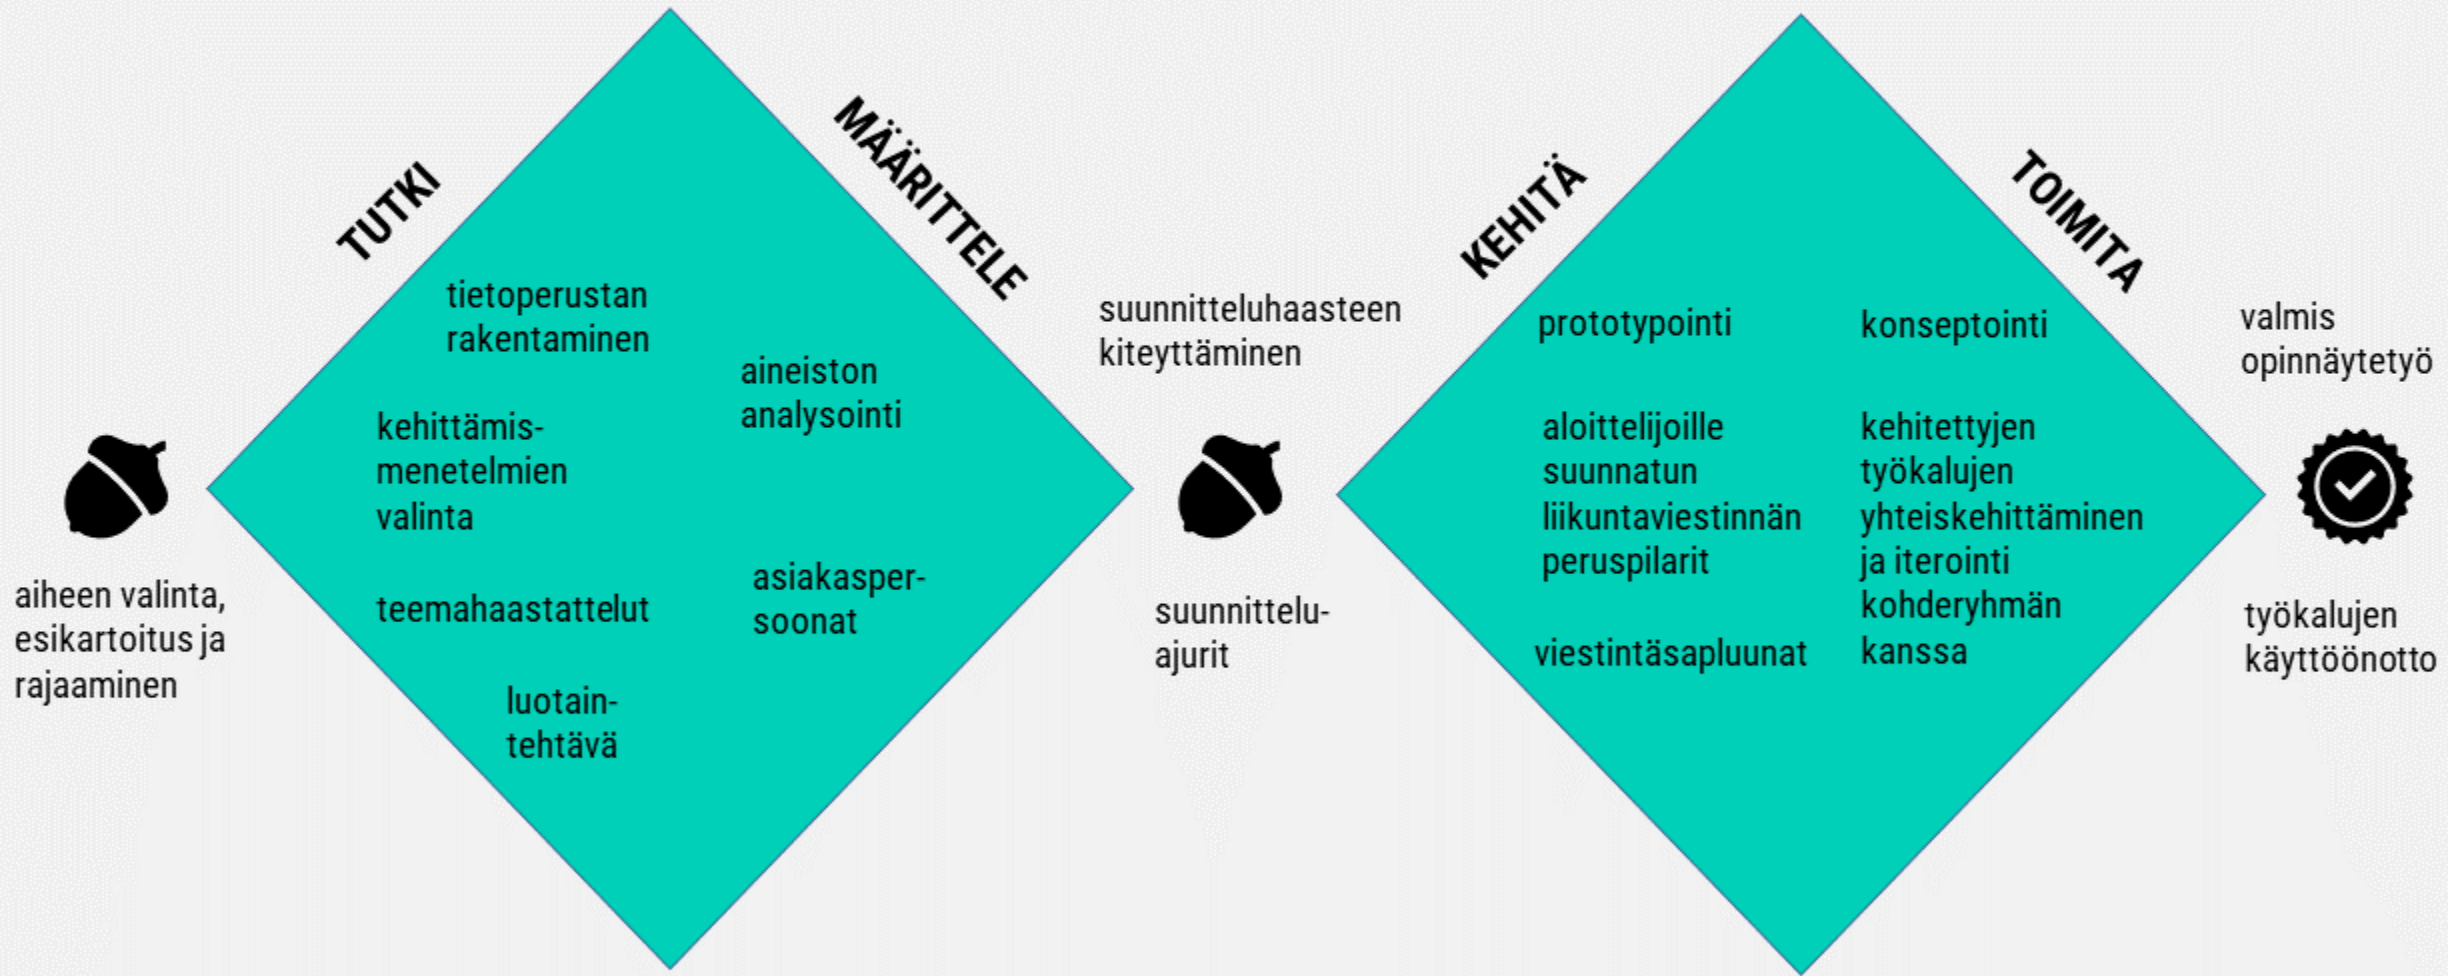 aiheen valinta,
esikartoitus ja
rajaaminen
TUTKI
tietoperustan
rakentaminen
kehittämis-
menetelmien
valinta
teemahaastattelut
luotain-
tehtävä
MÄÄRITTELE
aineiston
analysointi
asiakasper-
soonat
suunnitteluhaasteen
kiteyttäminen
suunnittelu-
ajurit
KEHITÄ
prototypointi
aloittelijoille
suunnatun
liikuntaviestinnän
peruspilarit
viestintäsapluunat
TOIMITA
konseptointi
kehitettyjen
työkalujen
yhteiskehittäminen
ja iterointi
kohderyhmän
kanssa
valmis
opinnäytetyö
työkalujen
käyttöönotto